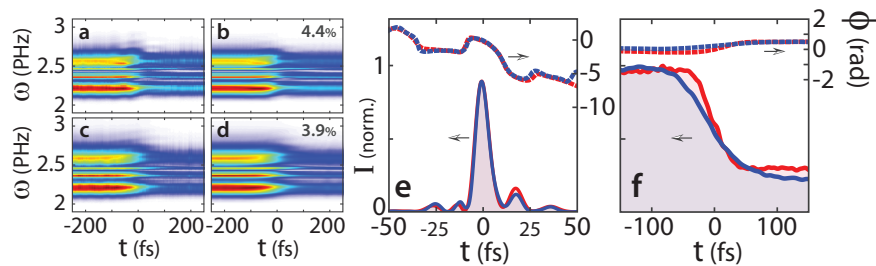 a
b
4.4%
c
d
3.9%
ω (PHz)
3
2.5
2
ω (PHz)
3
2.5
2
-200 0 200
-200 0 200
t (fs)
t (fs)
I (norm.)
1
0
e
0
-5
-10
-50 -25 0 25 50
t (fs)
f
ϕ (rad)
2
0
-2
-100 0 100
t (fs)